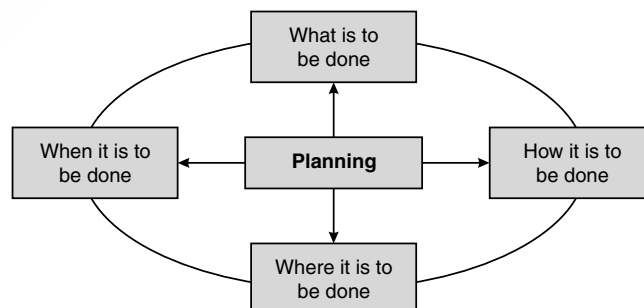 What is to
be done
When it is to
be done
Planning
How it is to
be done
Where it is to
be done